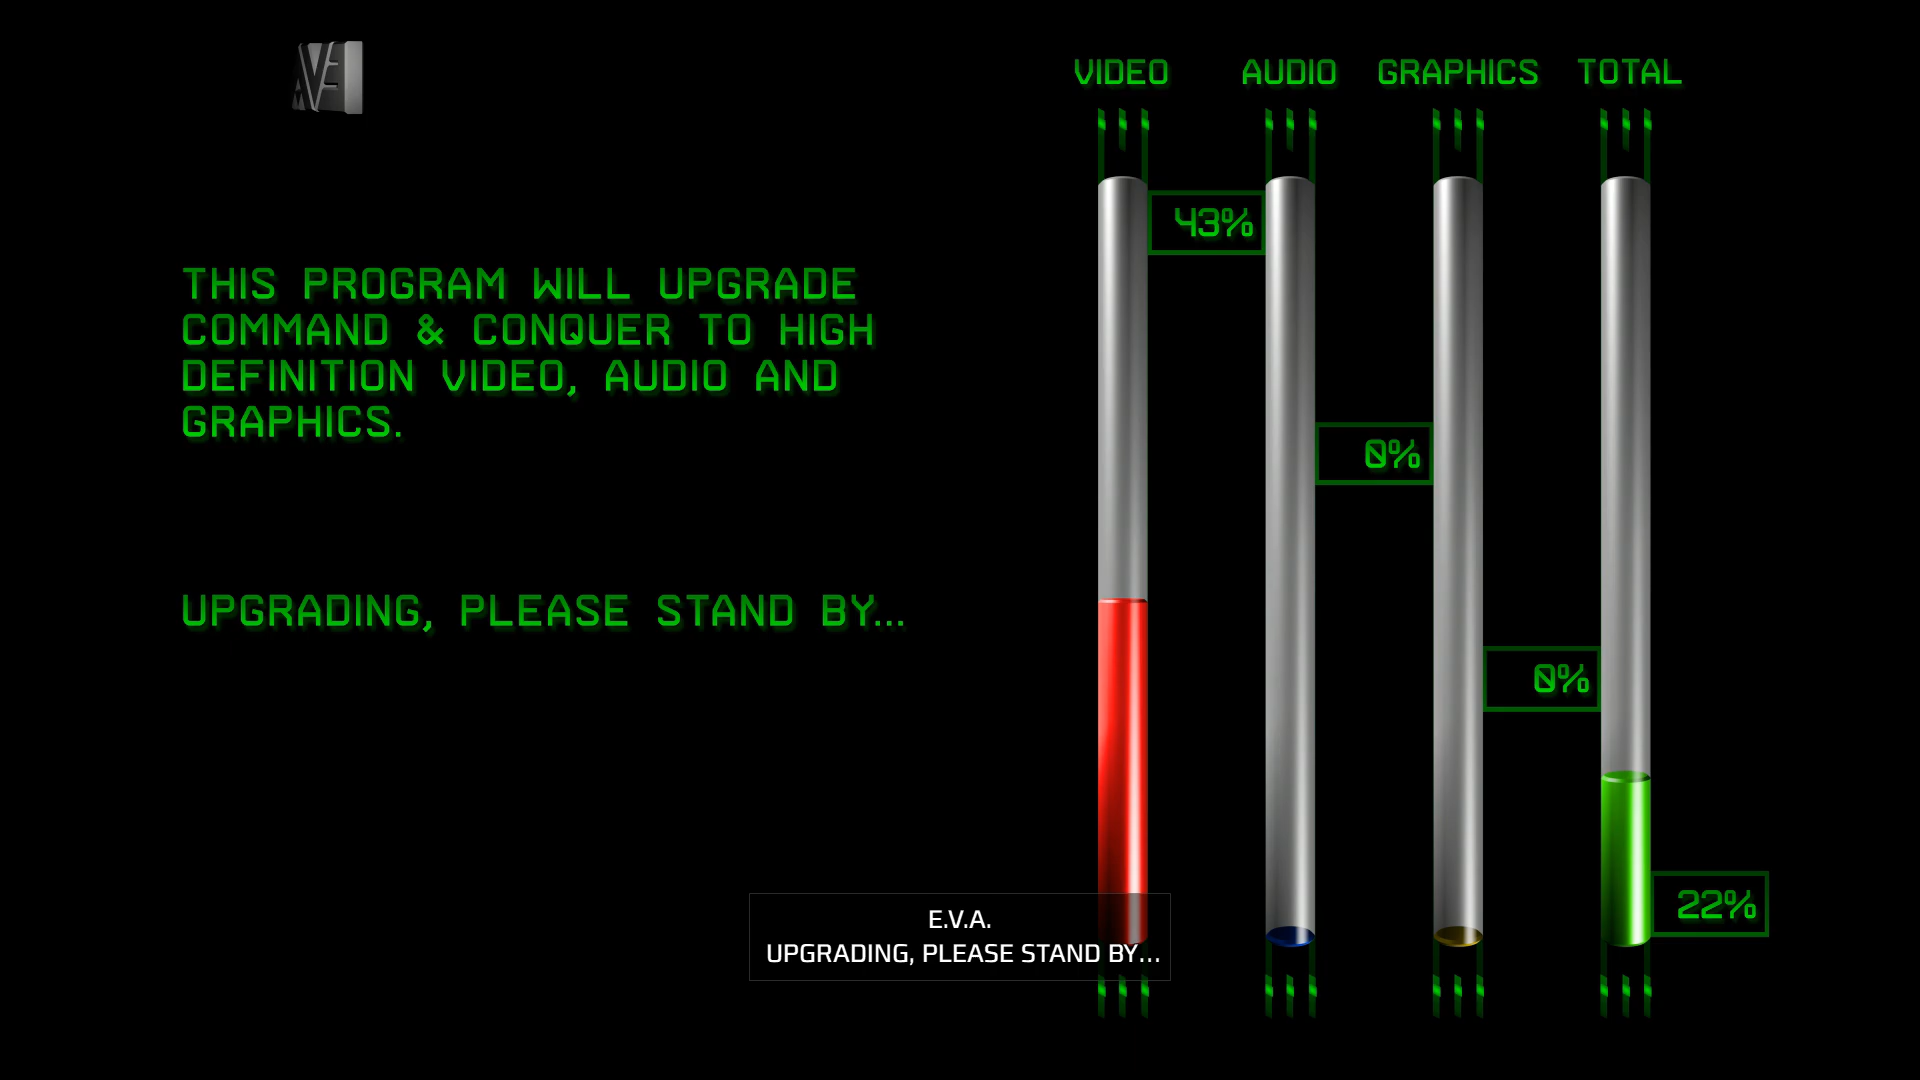 VIDEO AUDIO GRAPHICS TOTAL
43%
THIS PROGRAM WILL UPGRADE
COMMAND & CONQUER TO HIGH
DEFINITION VIDEO, AUDIO AND
GRAPHICS.
0%
UPGRADING, PLEASE STAND BY...
0%
22%
E.V.A.
UPGRADING, PLEASE STAND BY...